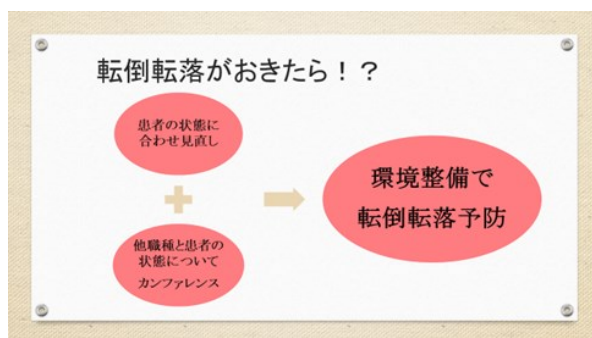 転倒転落がおきたら！？
患者の状態に
合わせ見直し
他職種と患者の
状態について
カンファレンス
環境整備で
転倒転落予防